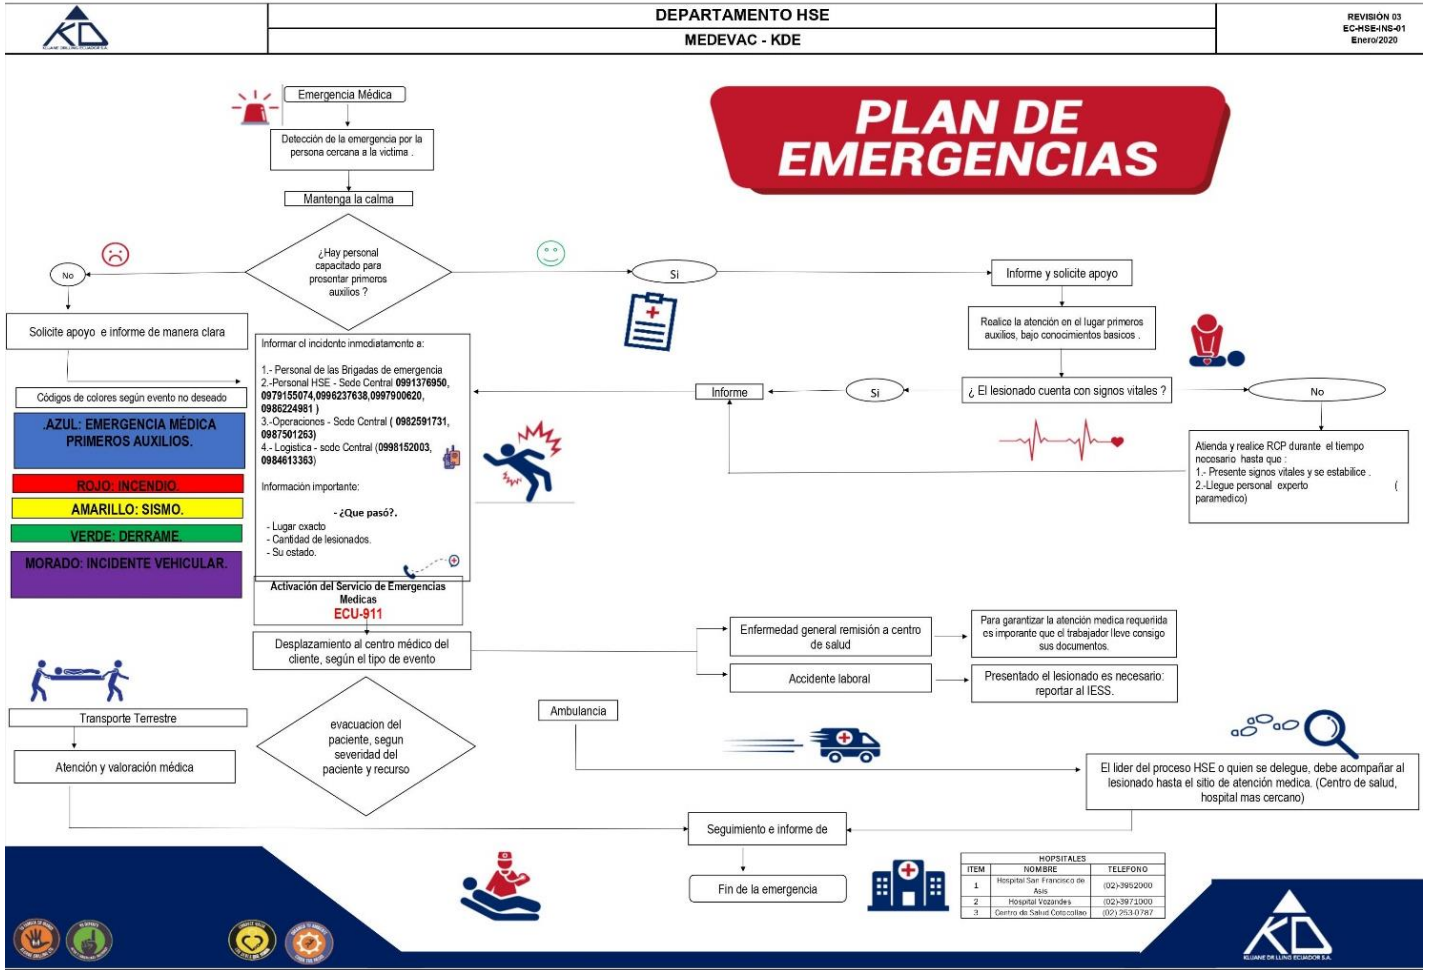 KD
KLUANE DRILLING ECUADOR S.A.
DEPARTAMENTO HSE
MEDEVAC - KDE
REVISIÓN 03
EC-HSE-INS-01
Enero/2020
PLAN DE
EMERGENCIAS
Emergencia Médica
Detección de la emergencia por la
persona cercana a la victima .
Mantenga la calma
¿Hay personal
capacitado para
presentar primeros
auxilios ?
No
Si
Informe y solicite apoyo
Realice la atención en el lugar primeros
auxilios, bajo conocimientos basicos .
¿ El lesionado cuenta con signos vitales ?
Si
Informe
No
Atienda y realice RCP durante el tiempo
necesario hasta que :
1.- Presente signos vitales y se estabilice .
2.-Llegue personal experto (
paramedico)
Solicite apoyo e informe de manera clara
Códigos de colores según evento no deseado
.AZUL: EMERGENCIA MÉDICA
PRIMEROS AUXILIOS.
ROJO: INCENDIO.
AMARILLO: SISMO.
VERDE: DERRAME.
MORADO: INCIDENTE VEHICULAR.
Informar el incidente inmediatamente a:
1.- Personal de las Brigadas de emergencia
2.-Personal HSE - Sede Central 0991376950,
0979155074,0996237638,0997900620,
0986224981 )
3.-Operaciones - Sede Central ( 0982591731,
0987501263)
4.- Logistica - sede Central (0998152003,
0984613363)
Información importante:
- ¿Que pasó?.
- Lugar exacto
- Cantidad de lesionados.
- Su estado.
Activación del Servicio de Emergencias
Medicas
ECU-911
Desplazamiento al centro médico del
cliente, según el tipo de evento
Enfermedad general remisión a centro
de salud
Para garantizar la atención medica requerida
es imporante que el trabajador lleve consigo
sus documentos.
Accidente laboral
Presentado el lesionado es necesario:
reportar al IESS.
evacuacion del
paciente, segun
severidad del
paciente y recurso
Transporte Terrestre
Atención y valoración médica
Ambulancia
El lider del proceso HSE o quien se delegue, debe acompañar al
lesionado hasta el sitio de atención medica. (Centro de salud,
hospital mas cercano)
Seguimiento e informe de
Fin de la emergencia
HOPSITALES
ITEM NOMBRE TELEFONO
1 Hospital San Francisco de Asis (02)-3952000
2 Hospital Vozandes (02)-3971000
3 Centro de Salud Cotocollao (02) 253-0787
KD
KLUANE DRILLING ECUADOR S.A.